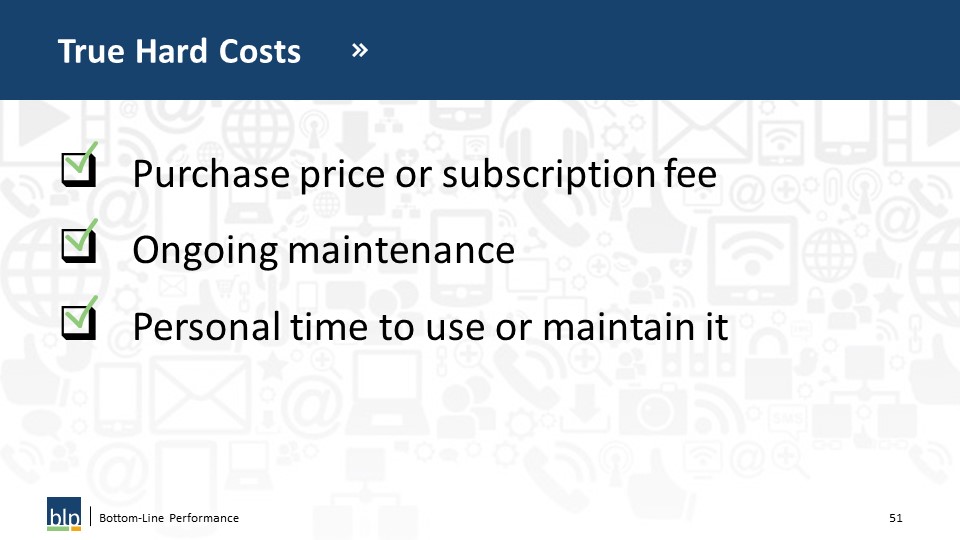 True Hard Costs »
Purchase price or subscription fee
Ongoing maintenance
Personal time to use or maintain it
blp
Bottom-Line Performance
51